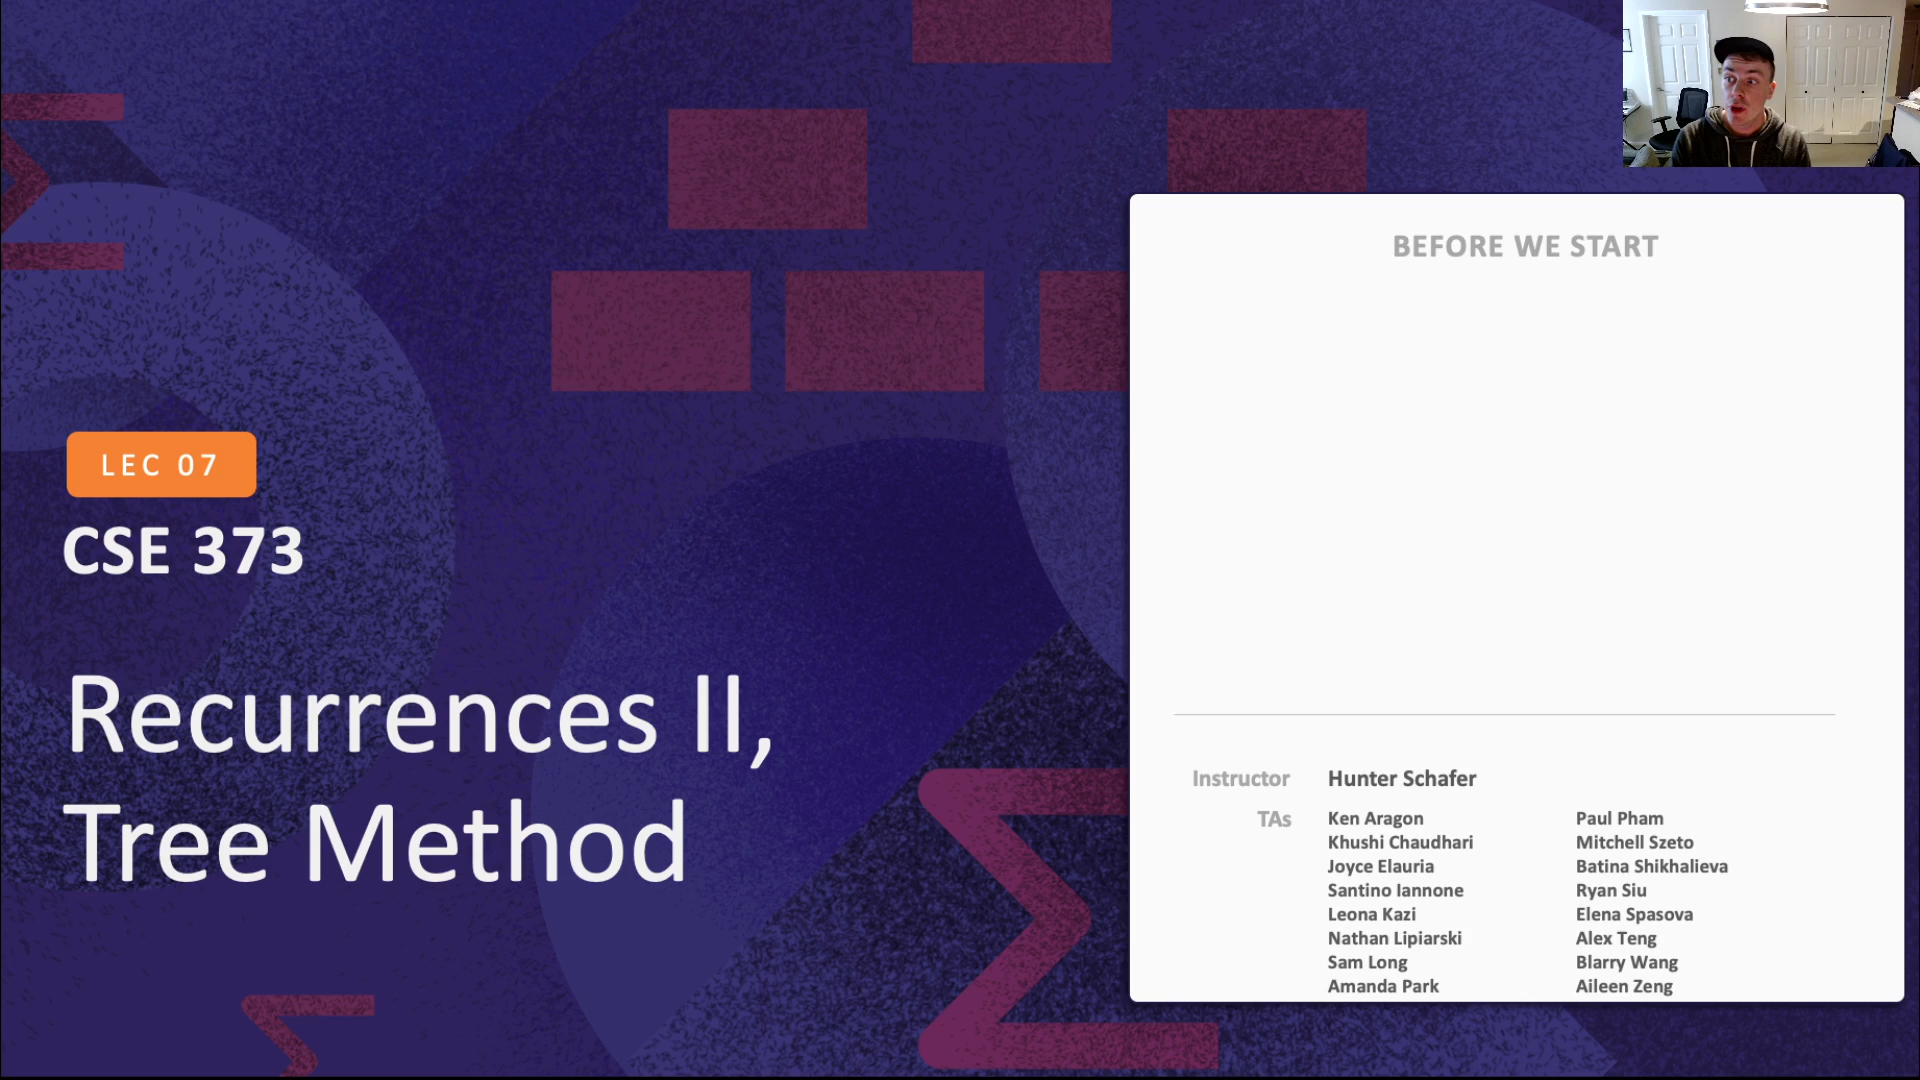 LEC 07
CSE 373
Recurrences II,
Tree Method
BEFORE WE START
Instructor Hunter Schafer
TAs Ken Aragon Paul Pham
Khushi Chaudhari Mitchell Szeto
Joyce Elauria Batina Shikhalieva
Santino Iannone Ryan Siu
Leona Kazi Elena Spasova
Nathan Lipiarski Alex Teng
Sam Long Blarry Wang
Amanda Park Aileen Zeng